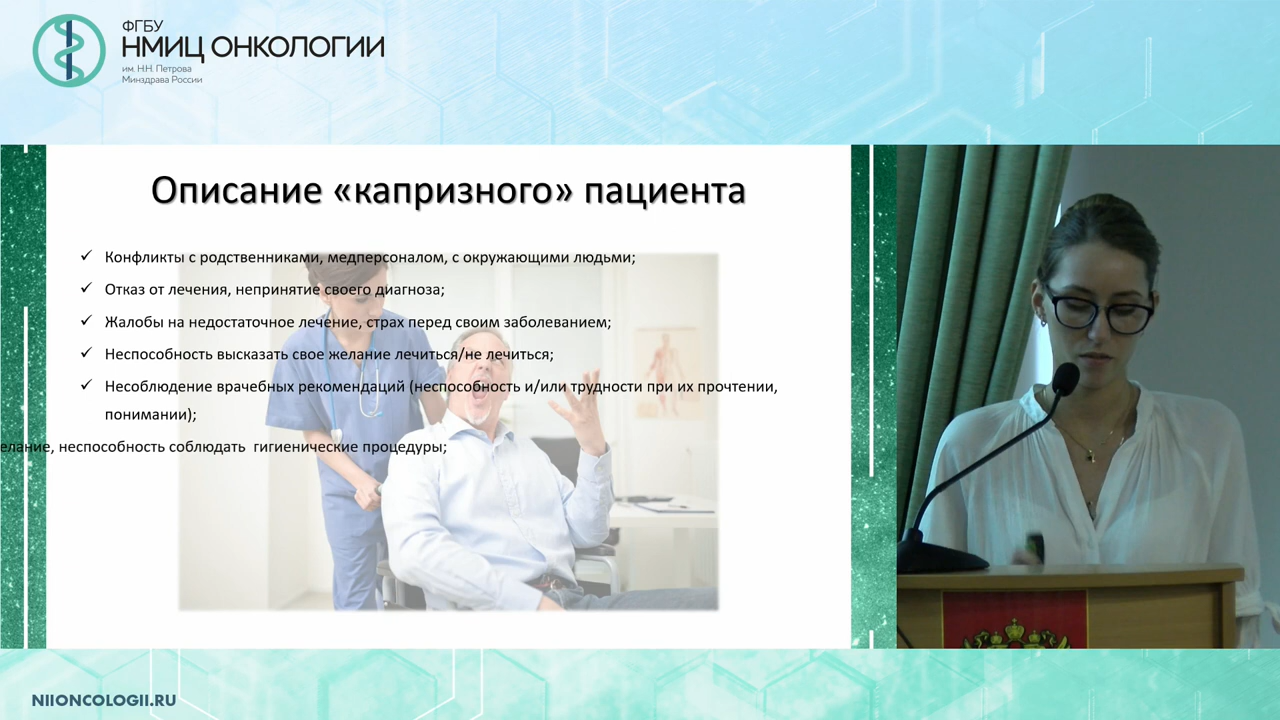 ФГБУ
НМИЦ ОНКОЛОГИИ
им. Н.Н. Петрова
Минздрава России
Описание «капризного» пациента
Конфликты с родственниками, медперсоналом, с окружающими людьми;
Отказ от лечения, непринятие своего диагноза;
Жалобы на недостаточное лечение, страх перед своим заболеванием;
Неспособность высказать свое желание лечиться/не лечиться;
Несоблюдение врачебных рекомендаций (неспособность и/или трудности при их прочтении,
понимании);
елание, неспособность соблюдать гигиенические процедуры;
NIIONCOLOGII.RU